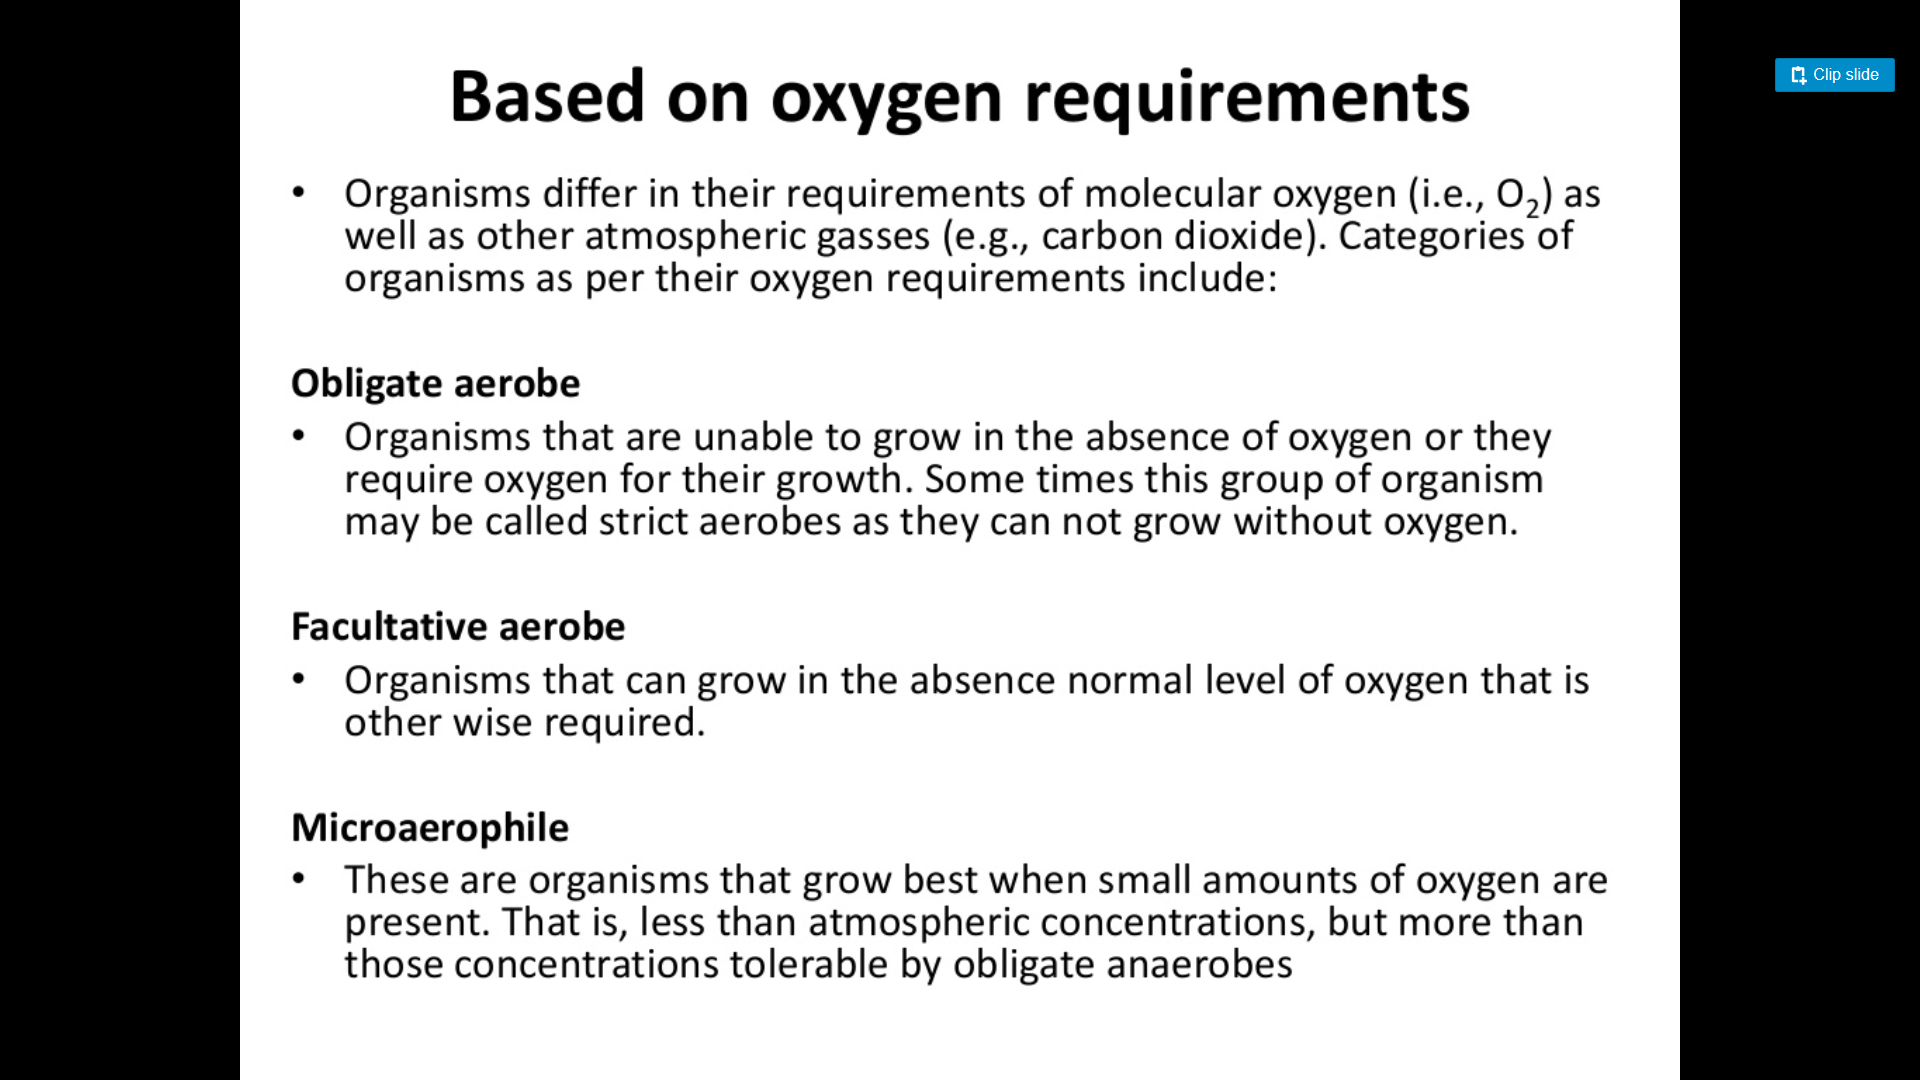 Based on oxygen requirements
Clip slide
• Organisms differ in their requirements of molecular oxygen (i.e., O₂) as
well as other atmospheric gasses (e.g., carbon dioxide). Categories of
organisms as per their oxygen requirements include:
Obligate aerobe
• Organisms that are unable to grow in the absence of oxygen or they
require oxygen for their growth. Some times this group of organism
may be called strict aerobes as they can not grow without oxygen.
Facultative aerobe
• Organisms that can grow in the absence normal level of oxygen that is
other wise required.
Microaerophile
• These are organisms that grow best when small amounts of oxygen are
present. That is, less than atmospheric concentrations, but more than
those concentrations tolerable by obligate anaerobes